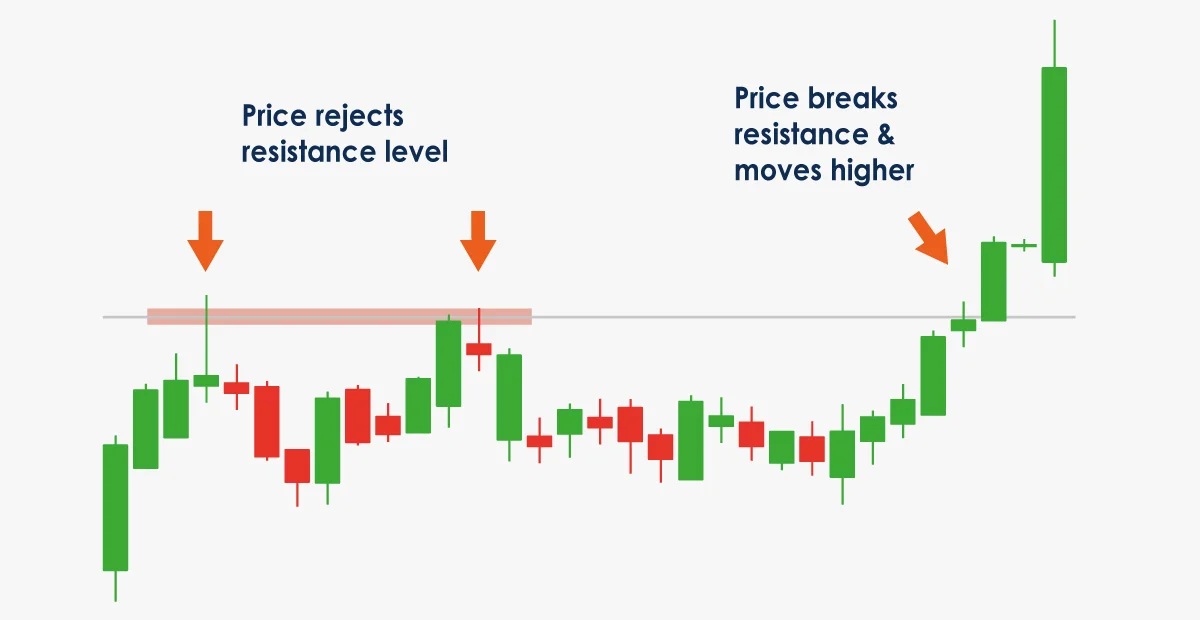 Price rejects
resistance level
Price breaks
resistance &
moves higher